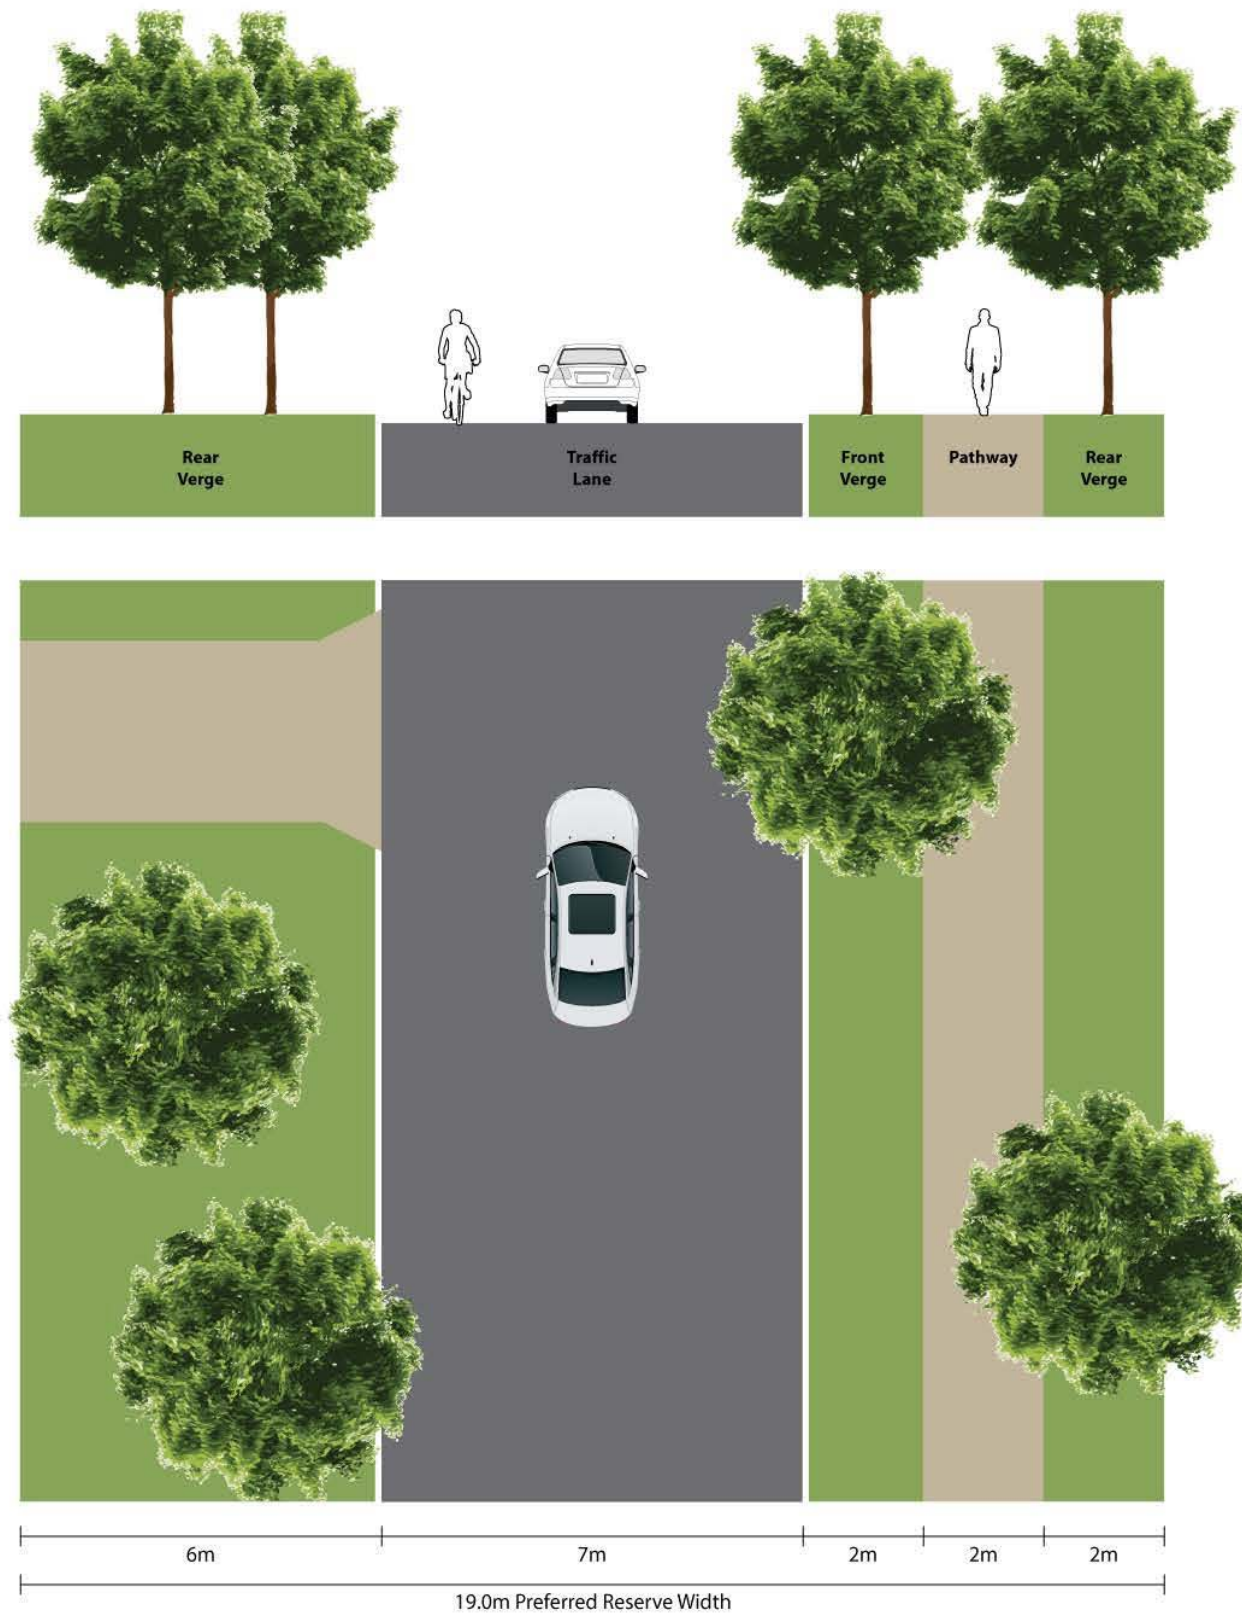 Rear
Verge
Traffic
Lane
Front
Verge
Pathway
Rear
Verge
6m
7m
2m
2m
2m
19.0m Preferred Reserve Width